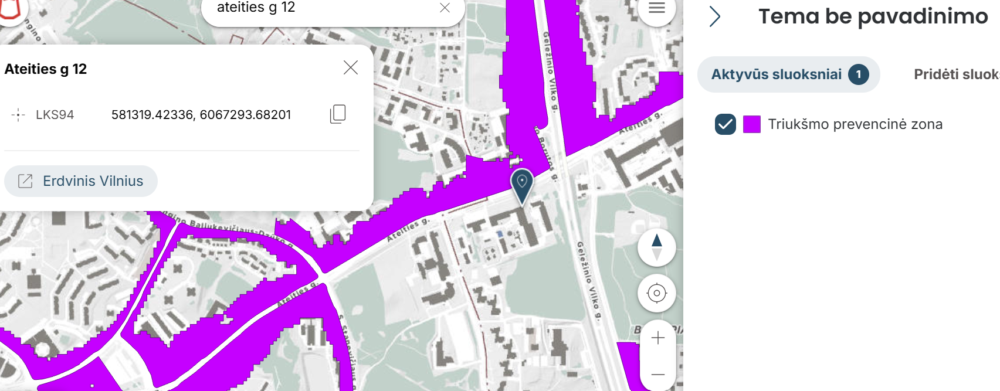 ateities g 12
Tema be pavadinimo
Ateities g 12
Aktyvūs sluoksniai 1
Pridėti sluoks
LKS94 581319.42336, 6067293.68201
Triukšmo prevencinė zona
Erdvinis Vilnius
Geležinio Vilko g.
Ateities g.
Ateities g.
Geležinio Vilko g.
Ateities g.